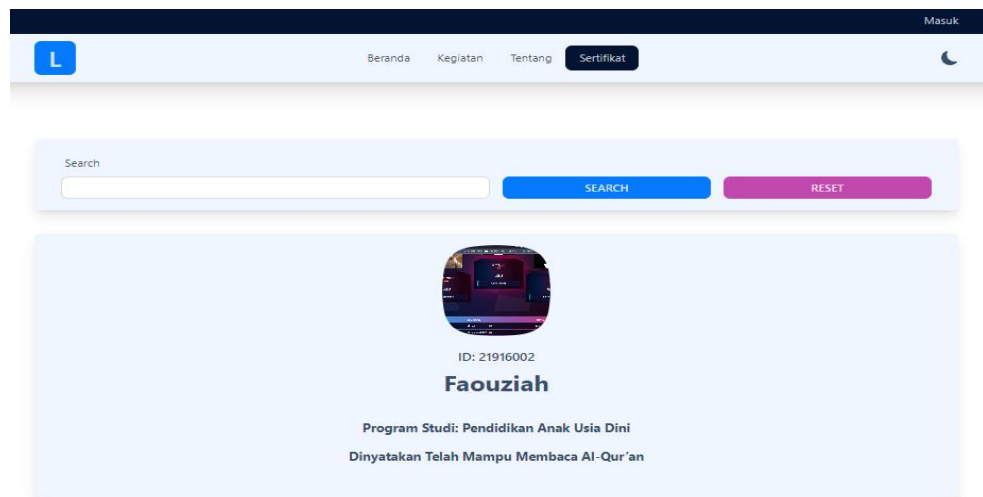 Masuk
L
Beranda Kegiatan Tentang Sertifikat
Search
SEARCH RESET
ID: 21916002
Faouziah
Program Studi: Pendidikan Anak Usia Dini
Dinyatakan Telah Mampu Membaca Al-Qur'an